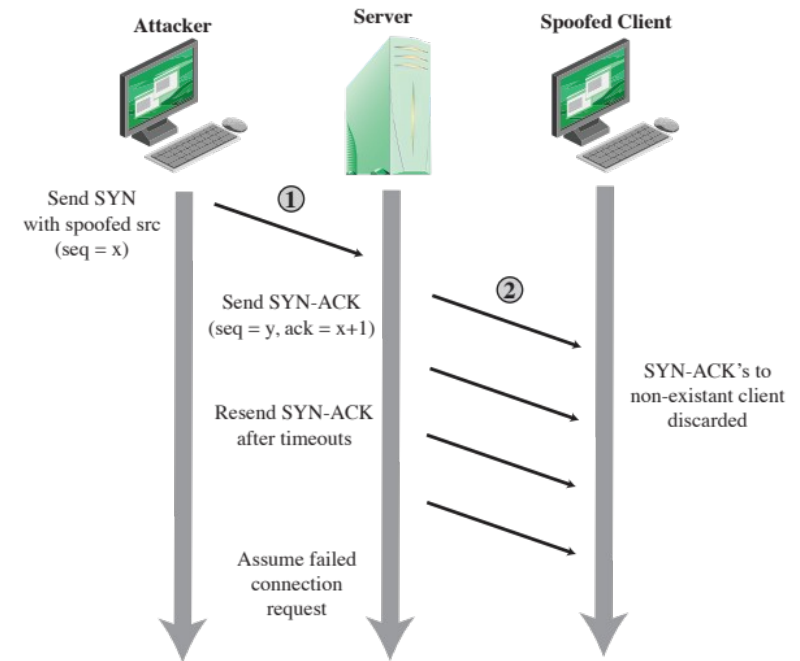 Attacker
Server
Spoofed Client
Send SYN
with spoofed src
(seq = x)
1
Send SYN-ACK
(seq = y, ack = x+1)
2
SYN-ACK's to
non-existant client
discarded
Resend SYN-ACK
after timeouts
Assume failed
connection
request